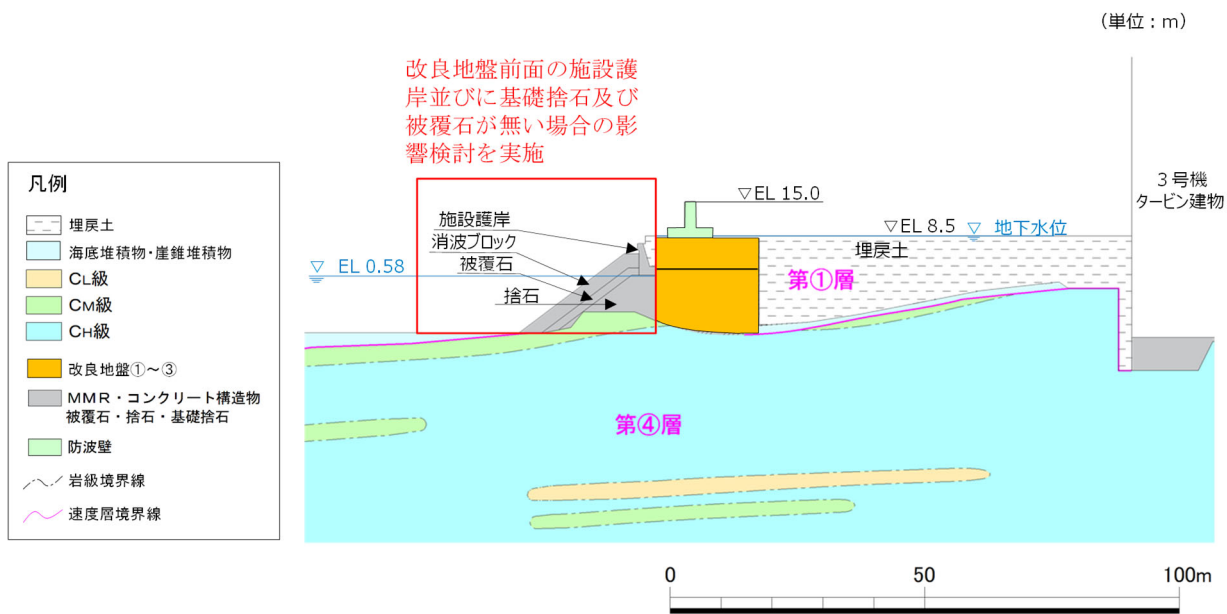 (単位:m)
改良地盤前面の施設護
岸並びに基礎捨石及び
被覆石が無い場合の影
響検討を実施
凡例
埋戻土
海底堆積物・崖錐堆積物
CL級
CM級
CH級
改良地盤①~③
MMR・コンクリート構造物
被覆石・捨石・基礎捨石
防波壁
岩級境界線
速度層境界線
3号機
タービン建物
▽EL 15.0
施設護岸
消波ブロック
被覆石
捨石
▽ EL 0.58
▽EL 8.5 ▽ 地下水位
埋戻土
第①層
第④層
0 50 100m